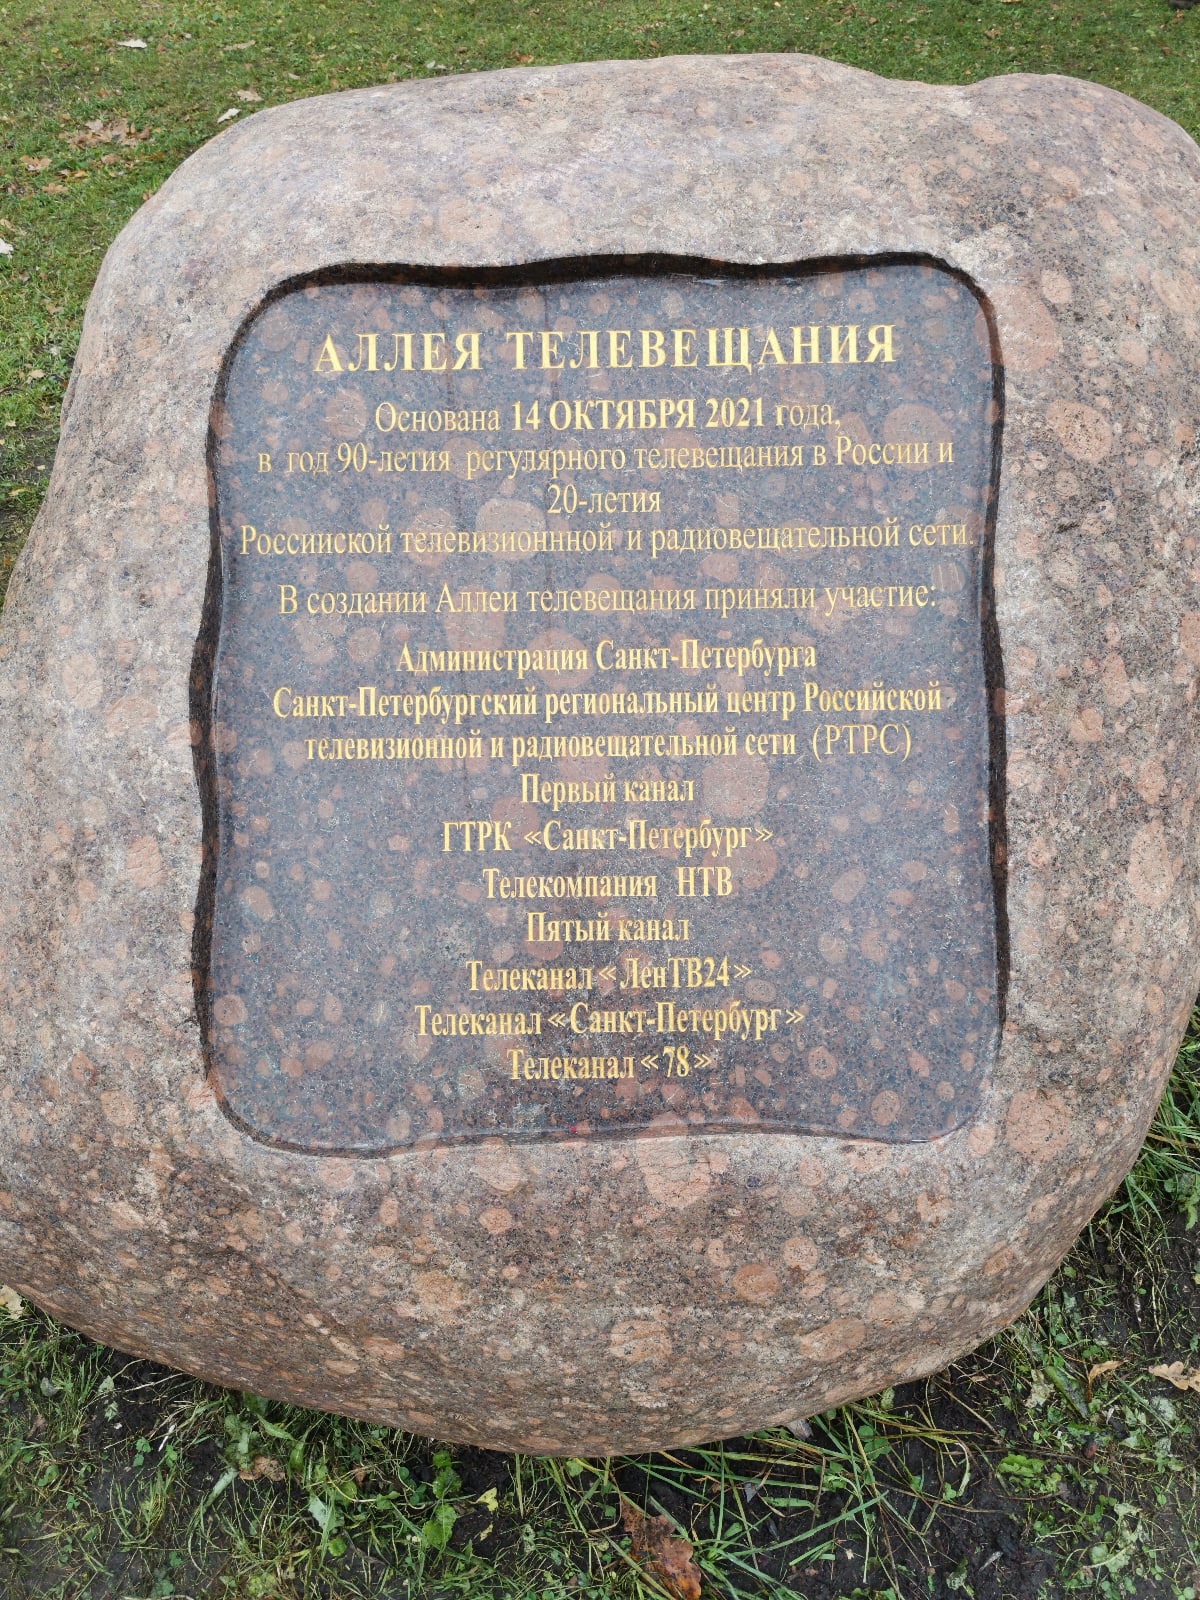 АЛЛЕЯ ТЕЛЕВЕЩАНИЯ
Основана 14 ОКТЯБРЯ 2021 года,
в год 90-летия регулярного телевещания в России и
20-летия
Россииской телевизионнной и радиовещательной сети.
В создании Аллеи телевещания приняли участие:
Администрация Санкт-Петербурга
Санкт-Петербургский региональный центр Российской
телевизионной и радиовещательной сети (РТРС)
Первый канал
ГТРК «Санкт-Петербург»
Телекомпания НТВ
Пятый канал
Телеканал «ЛенТВ24»
Телеканал «Санкт-Петербург»
Телеканал «78»